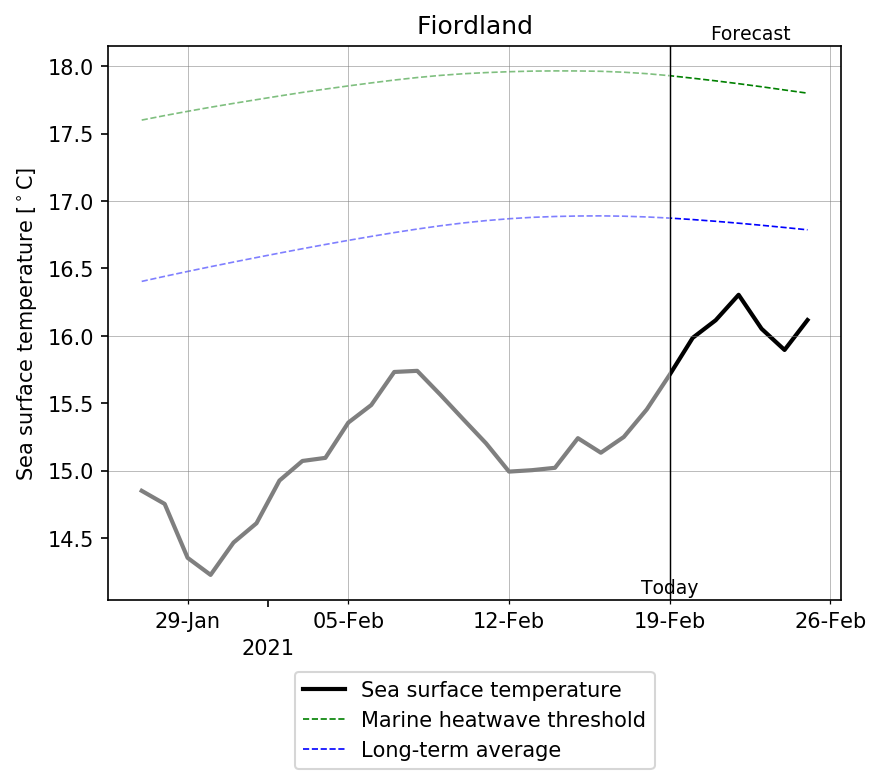 Fiordland
Forecast
Sea surface temperature [°C]
18.0
17.5
17.0
16.5
16.0
15.5
15.0
14.5
Today
29-Jan 05-Feb 12-Feb 19-Feb 26-Feb
2021
Sea surface temperature
Marine heatwave threshold
Long-term average